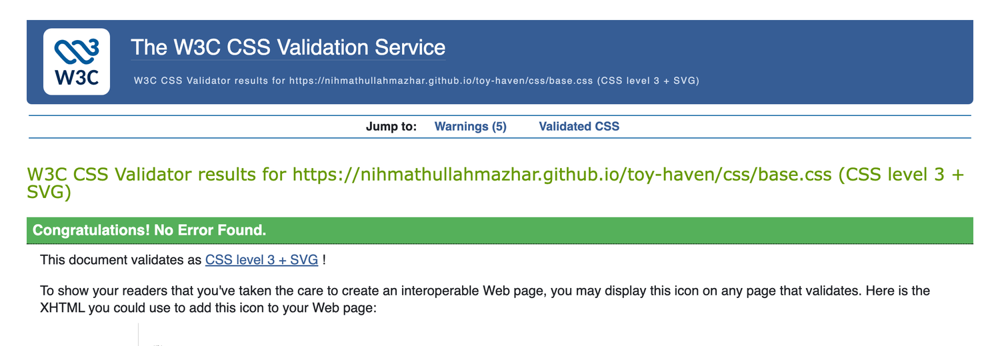 W3C
The W3C CSS Validation Service
W3C CSS Validator results for https://nihmathullahmazhar.github.io/toy-haven/css/base.css (CSS level 3 + SVG)
Jump to: Warnings (5) Validated CSS
W3C CSS Validator results for https://nihmathullahmazhar.github.io/toy-haven/css/base.css (CSS level 3 +
SVG)
Congratulations! No Error Found.
This document validates as CSS level 3 + SVG !
To show your readers that you've taken the care to create an interoperable Web page, you may display this icon on any page that validates. Here is the
XHTML you could use to add this icon to your Web page: